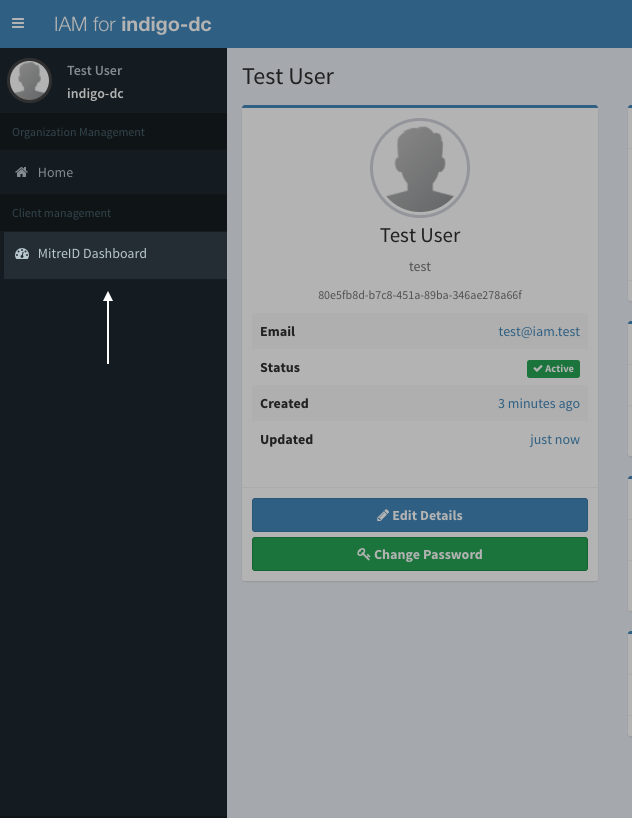 IAM for indigo-dc
Test User
indigo-dc
Organization Management
Home
Client management
MitreID Dashboard
Test User
Test User
test
80e5fb8d-b7c8-451a-89ba-346ae278a66f
Email test@iam.test
Status Active
Created 3 minutes ago
Updated just now
Edit Details
Change Password